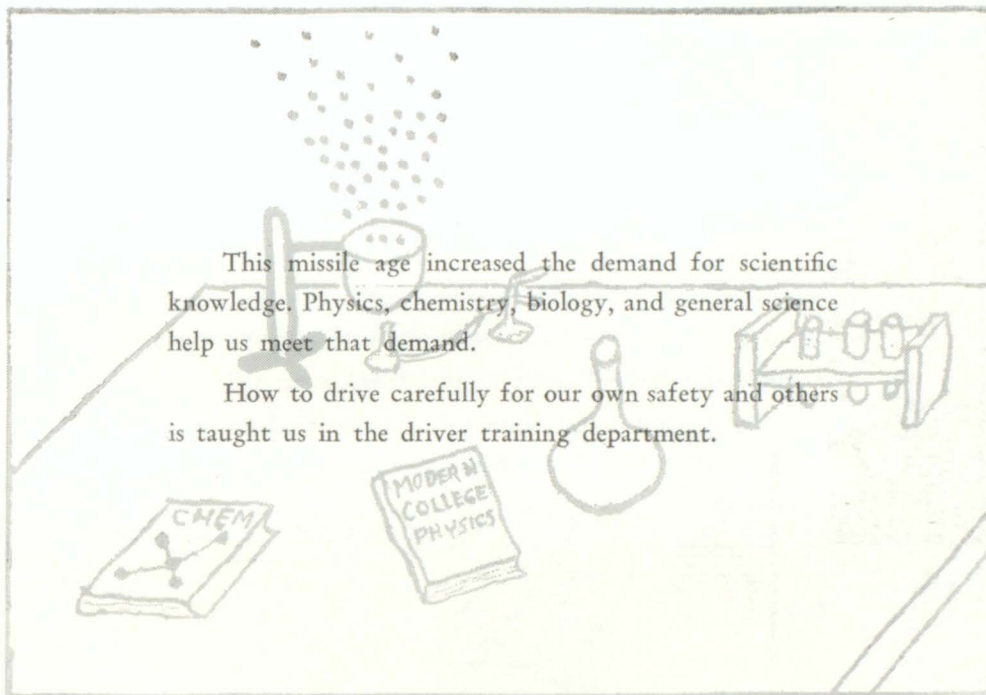 This missile age increased the demand for scientific
knowledge. Physics, chemistry, biology, and general science
help us meet that demand.
How to drive carefully for our own safety and others
is taught us in the driver training department.
CHEM
MODERN
COLLEGE
PHYSICS